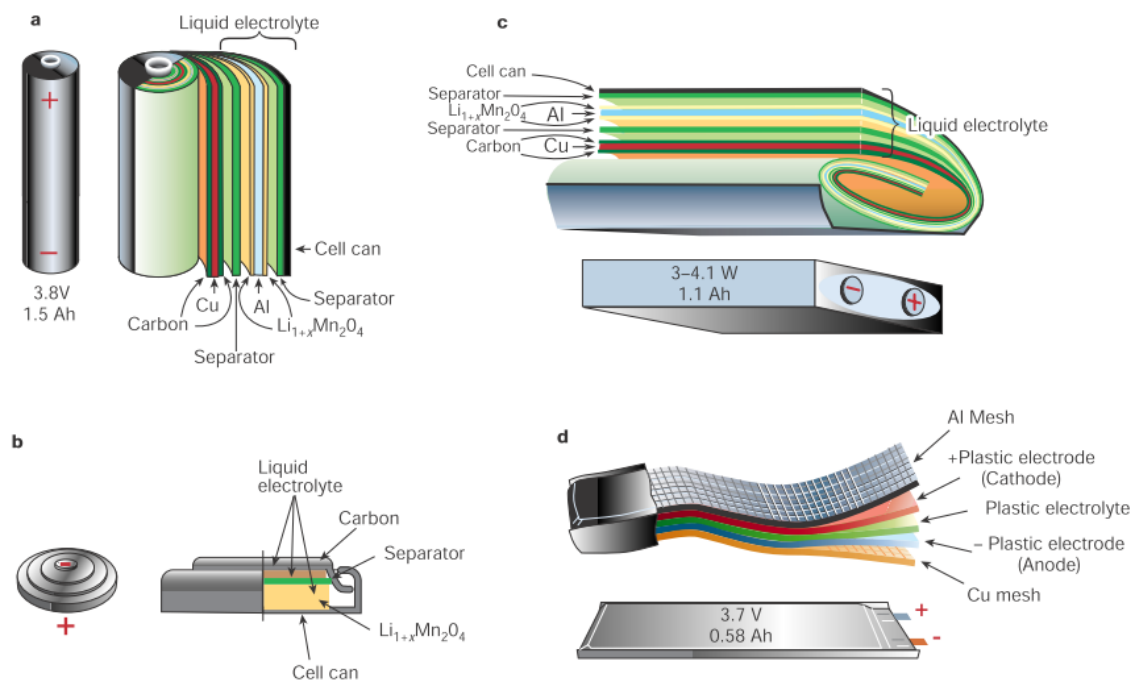 a
Liquid electrolyte
+
−
3.8V
1.5 Ah
Cell can
Separator
Cu
Al
Carbon
Li1+xMn2O4
Separator
c
Cell can
Separator
Li1+xMn2O4
Al
Separator
Carbon
Cu
Liquid electrolyte
3–4.1 W
1.1 Ah
−
+
b
Liquid
electrolyte
Carbon
Separator
Li1+xMn2O4
Cell can
−
+
d
Al Mesh
+Plastic electrode
(Cathode)
Plastic electrolyte
– Plastic electrode
(Anode)
Cu mesh
3.7 V
0.58 Ah
+
-